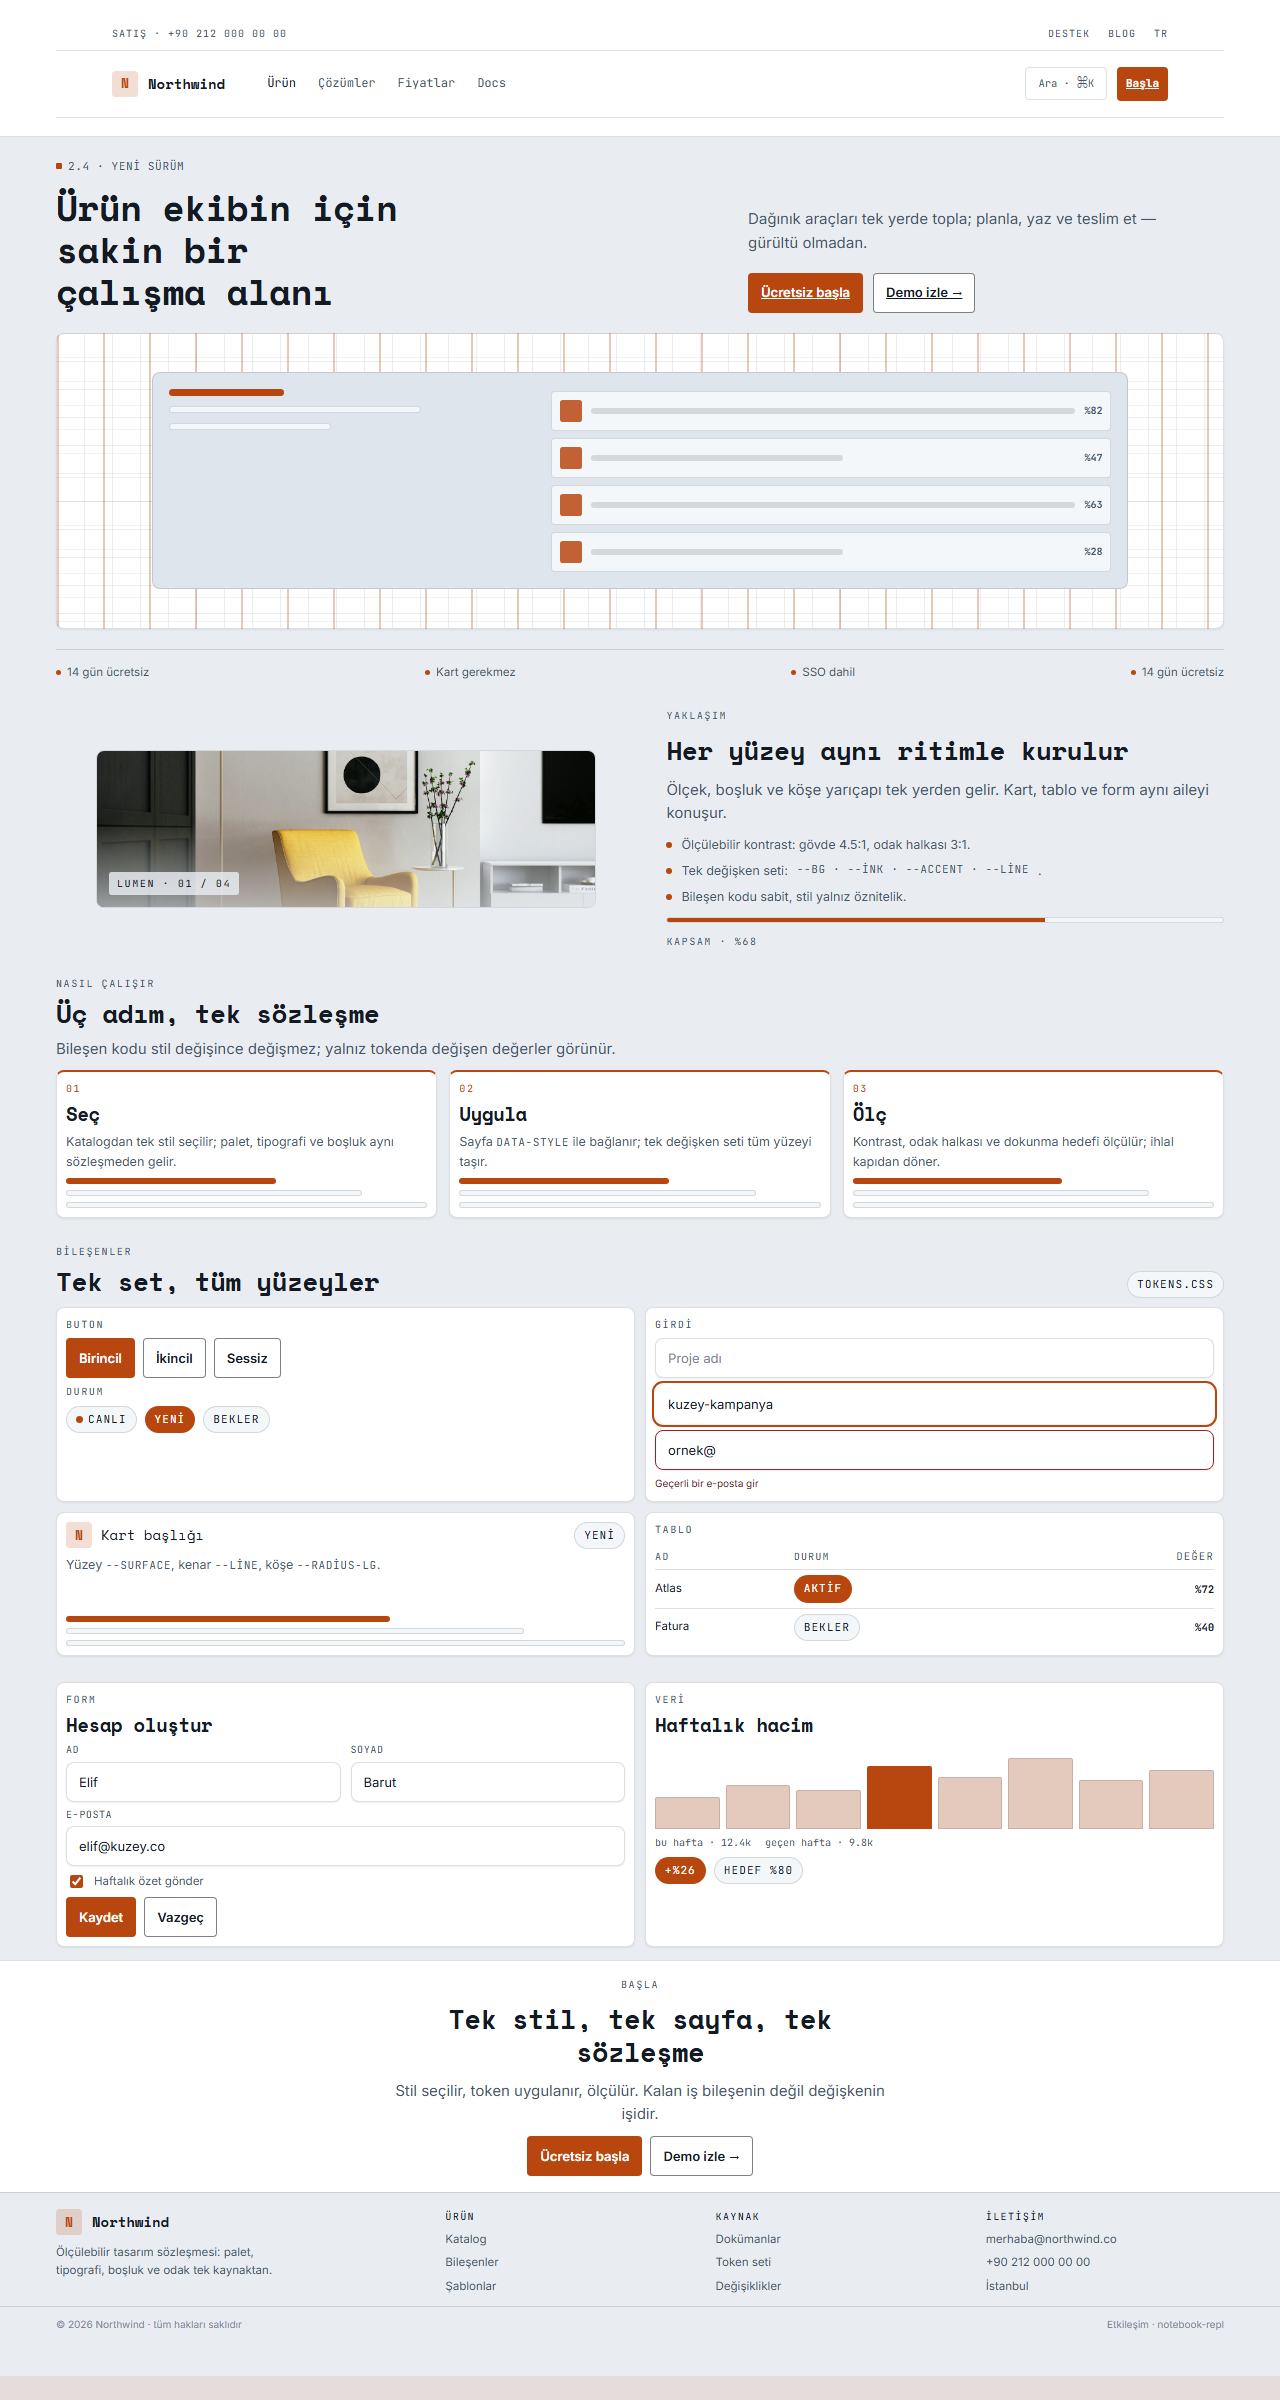 SATIŞ · +90 212 000 00 00
DESTEK BLOG TR
N Northwind Ürün Çözümler Fiyatlar Docs Ara · ⌘K Başla
2.4 · YENİ SÜRÜM
Ürün ekibin için
sakin bir
çalışma alanı
Dağınık araçları tek yerde topla; planla, yaz ve teslim et —
gürültü olmadan.
Ücretsiz başla Demo izle →
%82
%47
%63
%28
14 gün ücretsiz Kart gerekmez SSO dahil 14 gün ücretsiz
LUMEN · 01 / 04
YAKLAŞIM
Her yüzey aynı ritimle kurulur
Ölçek, boşluk ve köşe yarıçapı tek yerden gelir. Kart, tablo ve form aynı aileyi
konuşur.
Ölçülebilir kontrast: gövde 4.5:1, odak halkası 3:1.
Tek değişken seti: --BG · --İNK · --ACCENT · --LİNE .
Bileşen kodu sabit, stil yalnız öznitelik.
KAPSAM · %68
NASIL ÇALIŞIR
Üç adım, tek sözleşme
Bileşen kodu stil değişince değişmez; yalnız tokenda değişen değerler görünür.
01
Seç
Katalogdan tek stil seçilir; palet, tipografi ve boşluk aynı
sözleşmeden gelir.
02
Uygula
Sayfa DATA-STYLE ile bağlanır; tek değişken seti tüm yüzeyi
taşır.
03
Ölç
Kontrast, odak halkası ve dokunma hedefi ölçülür; ihlal
kapıdan döner.
BİLEŞENLER
Tek set, tüm yüzeyler
TOKENS.CSS
BUTON
Birincil İkincil Sessiz
DURUM
CANLI YENİ BEKLER
GİRDİ
Proje adı
kuzey-kampanya
ornek@
Geçerli bir e-posta gir
N Kart başlığı YENİ
Yüzey --SURFACE, kenar --LİNE, köşe --RADİUS-LG.
TABLO
AD DURUM DEĞER
Atlas AKTİF %72
Fatura BEKLER %40
FORM
Hesap oluştur
AD SOYAD
Elif Barut
E-POSTA
elif@kuzey.co
Haftalık özet gönder
Kaydet Vazgeç
VERİ
Haftalık hacim
bu hafta · 12.4k geçen hafta · 9.8k
+%26 HEDEF %80
BAŞLA
Tek stil, tek sayfa, tek
sözleşme
Stil seçilir, token uygulanır, ölçülür. Kalan iş bileşenin değil değişkenin
işidir.
Ücretsiz başla Demo izle →
N Northwind
Ölçülebilir tasarım sözleşmesi: palet,
tipografi, boşluk ve odak tek kaynaktan.
ÜRÜN
Katalog
Bileşenler
Şablonlar
KAYNAK
Dokümanlar
Token seti
Değişiklikler
İLETİŞİM
merhaba@northwind.co
+90 212 000 00 00
İstanbul
© 2026 Northwind · tüm hakları saklıdır
Etkileşim · notebook-repl